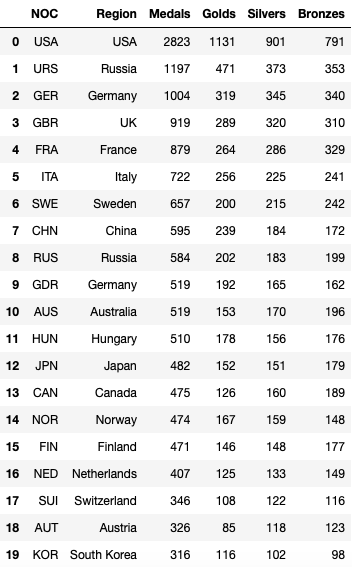 NOC Region Medals Golds Silvers Bronzes
0 USA USA 2823 1131 901 791
1 URS Russia 1197 471 373 353
2 GER Germany 1004 319 345 340
3 GBR UK 919 289 320 310
4 FRA France 879 264 286 329
5 ITA Italy 722 256 225 241
6 SWE Sweden 657 200 215 242
7 CHN China 595 239 184 172
8 RUS Russia 584 202 183 199
9 GDR Germany 519 192 165 162
10 AUS Australia 519 153 170 196
11 HUN Hungary 510 178 156 176
12 JPN Japan 482 152 151 179
13 CAN Canada 475 126 160 189
14 NOR Norway 474 167 159 148
15 FIN Finland 471 146 148 177
16 NED Netherlands 407 125 133 149
17 SUI Switzerland 346 108 122 116
18 AUT Austria 326 85 118 123
19 KOR South Korea 316 116 102 98